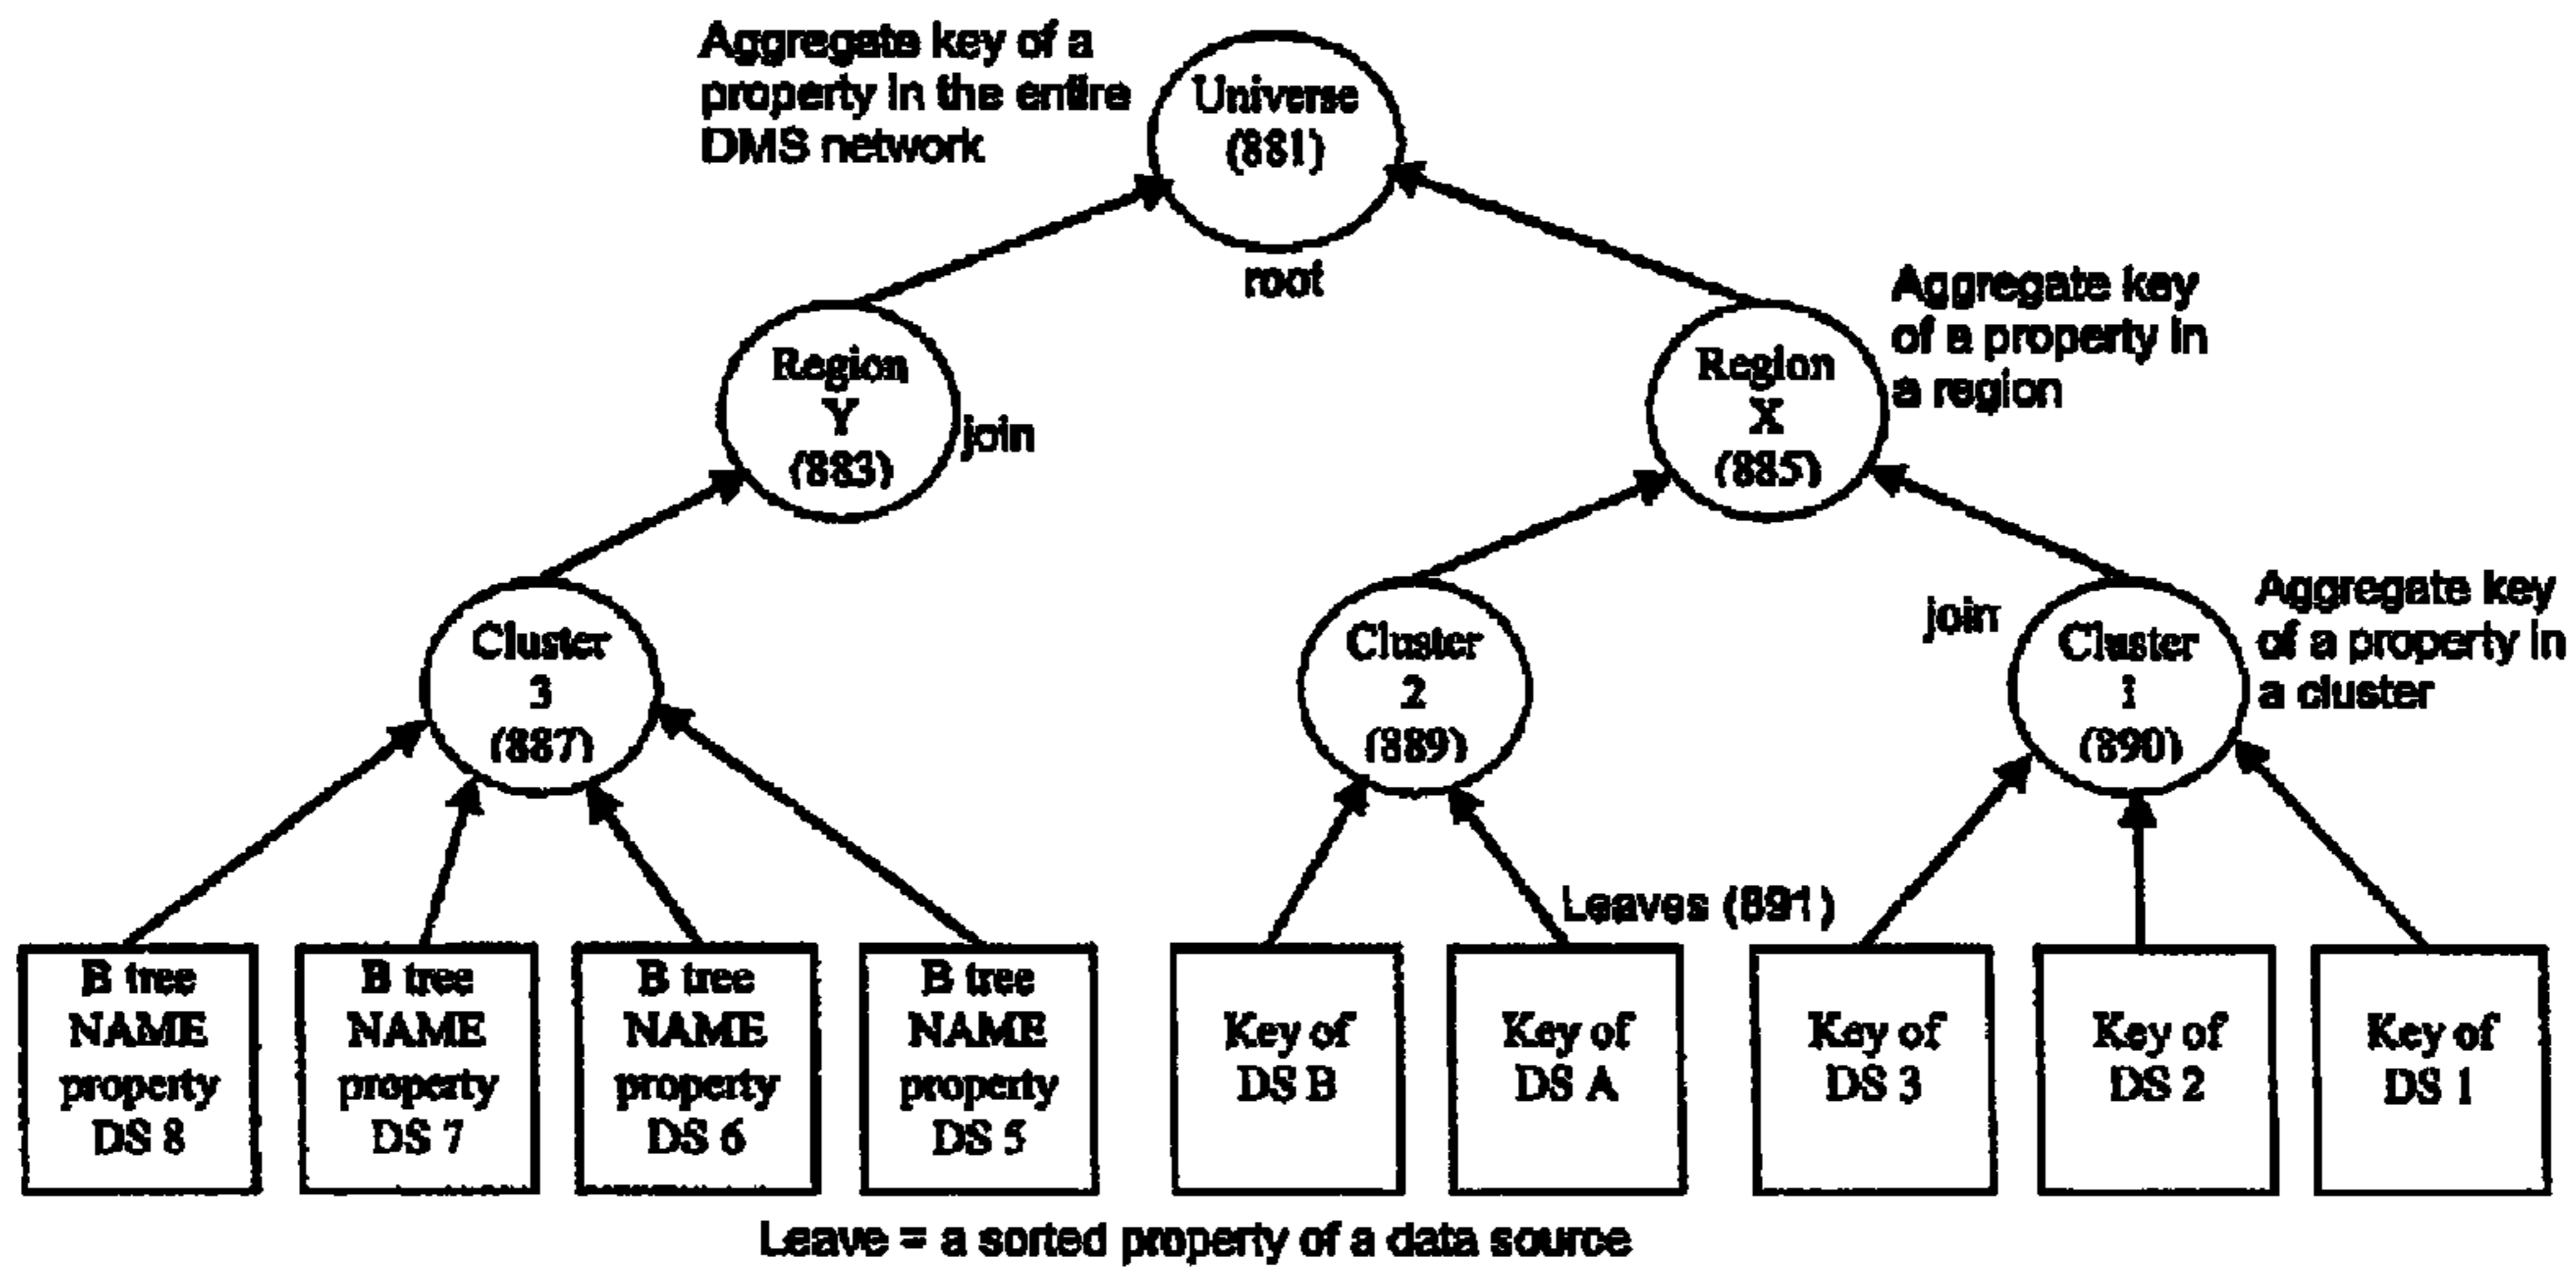 Aggregate key of a
property in the entire
DMS network
Universe
(881)
root
Region
Y
(883)
join
Region
X
(885)
Aggregate key
of a property in
a region
Cluster
3
(887)
Cluster
2
(889)
join
Cluster
1
(890)
Aggregate key
of a property in
a cluster
Leaves (891)
B tree
NAME
property
DS 8
B tree
NAME
property
DS 7
B tree
NAME
property
DS 6
B tree
NAME
property
DS 5
Key of
DS B
Key of
DS A
Key of
DS 3
Key of
DS 2
Key of
DS 1
Leave = a sorted property of a data source